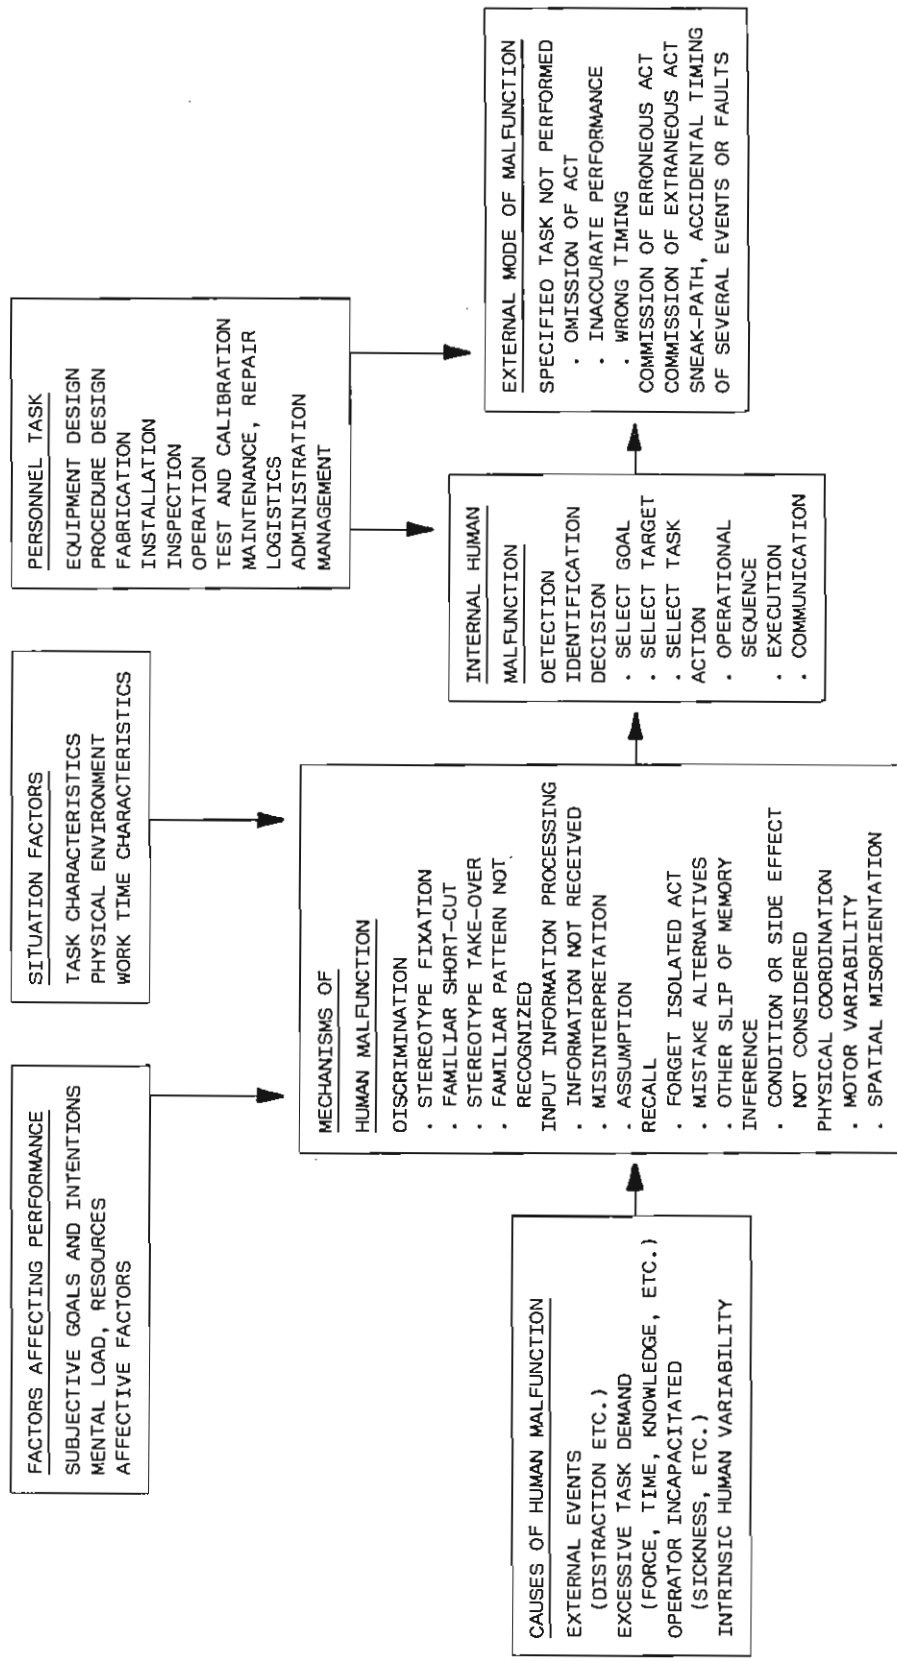 FACTORS AFFECTING PERFORMANCE
SUBJECTIVE GOALS AND INTENTIONS
MENTAL LOAD, RESOURCES
AFFECTIVE FACTORS
SITUATION FACTORS
TASK CHARACTERISTICS
PHYSICAL ENVIRONMENT
WORK TIME CHARACTERISTICS
PERSONNEL TASK
EQUIPMENT DESIGN
PROCEDURE DESIGN
FABRICATION
INSTALLATION
INSPECTION
OPERATION
TEST AND CALIBRATION
MAINTENANCE, REPAIR
LOGISTICS
ADMINISTRATION
MANAGEMENT
CAUSES OF HUMAN MALFUNCTION
EXTERNAL EVENTS
(DISTRACTION ETC.)
EXCESSIVE TASK DEMAND
(FORCE, TIME, KNOWLEDGE, ETC.)
OPERATOR INCAPACITATED
(SICKNESS, ETC.)
INTRINSIC HUMAN VARIABILITY
MECHANISMS OF
HUMAN MALFUNCTION
DISCRIMINATION
· STEREOTYPE FIXATION
· FAMILIAR SHORT-CUT
· STEREOTYPE TAKE-OVER
· FAMILIAR PATTERN NOT
RECOGNIZED
INPUT INFORMATION PROCESSING
· INFORMATION NOT RECEIVED
· MISINTERPRETATION
· ASSUMPTION
RECALL
· FORGET ISOLATED ACT
· MISTAKE ALTERNATIVES
· OTHER SLIP OF MEMORY
INFERENCE
· CONDITION OR SIDE EFFECT
NOT CONSIDERED
PHYSICAL COORDINATION
· MOTOR VARIABILITY
· SPATIAL MISORIENTATION
INTERNAL HUMAN
MALFUNCTION
DETECTION
IDENTIFICATION
DECISION
· SELECT GOAL
· SELECT TARGET
· SELECT TASK
ACTION
· OPERATIONAL
SEQUENCE
· EXECUTION
· COMMUNICATION
EXTERNAL MODE OF MALFUNCTION
SPECIFIED TASK NOT PERFORMED
· OMISSION OF ACT
· INACCURATE PERFORMANCE
· WRONG TIMING
COMMISSION OF ERRONEOUS ACT
COMMISSION OF EXTRANEOUS ACT
SNEAK-PATH, ACCIDENTAL TIMING
OF SEVERAL EVENTS OR FAULTS